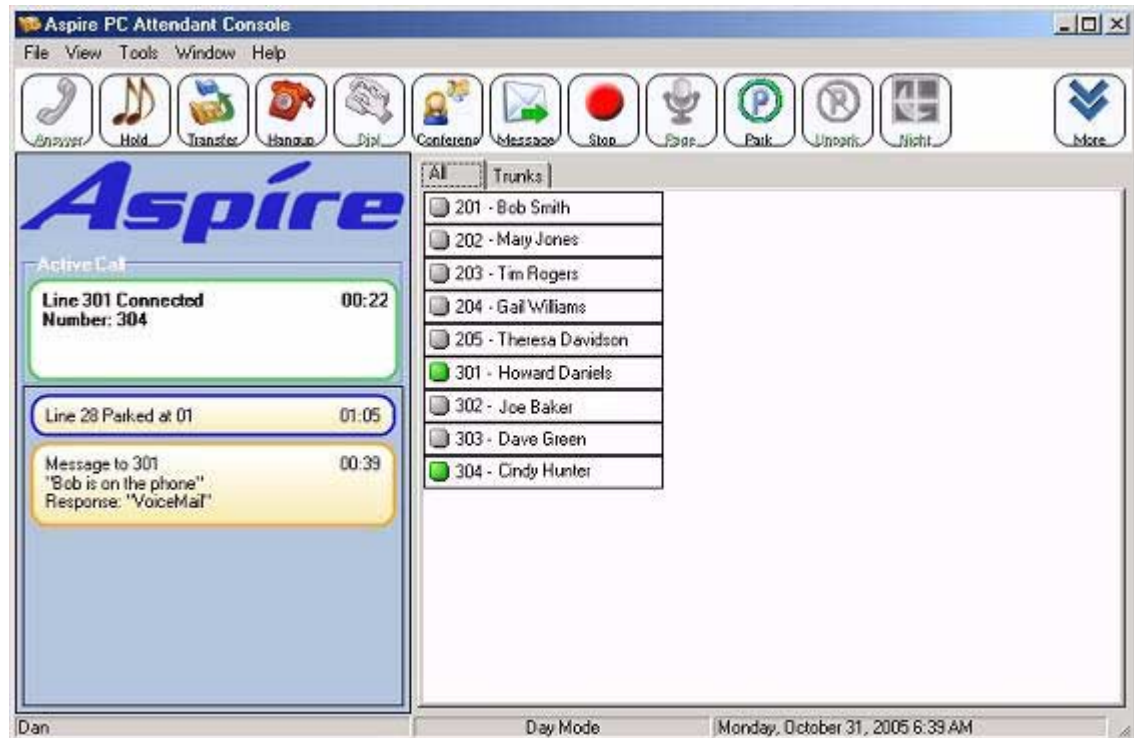 Aspire PC Attendant Console
File View Tools Window Help
Answer Hold Transfer Hangup Dial Conferenc Message Stop Page Park Unpark Night More
Aspire
All Trunks
Active Call
Line 301 Connected 00:22
Number: 304
Line 28 Parked at 01 01:05
Message to 301 00:39
"Bob is on the phone"
Response: "VoiceMail"
201 - Bob Smith
202 - Mary Jones
203 - Tim Rogers
204 - Gail Williams
205 - Theresa Davidson
301 - Howard Daniels
302 - Joe Baker
303 - Dave Green
304 - Cindy Hunter
Dan Day Mode Monday, October 31, 2005 6:39 AM